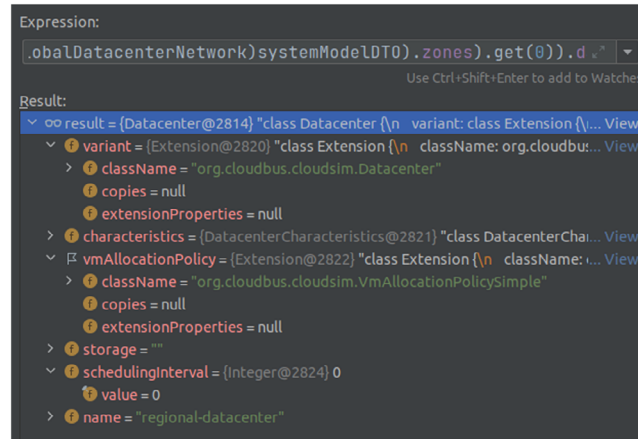 Expression:
.obalDatacenterNetwork)systemModelDTO).zones).get(0)).d
Use Ctrl+Shift+Enter to add to Watches
Result:
oo result = {Datacenter@2814} "class Datacenter {\n variant: class Extension {\... View
f variant = {Extension@2820} "class Extension {\n className: org.cloudbus... View
f className = "org.cloudbus.cloudsim.Datacenter"
f copies = null
f extensionProperties = null
f characteristics = {DatacenterCharacteristics@2821} "class DatacenterChar... View
vmAllocationPolicy = {Extension@2822} "class Extension {\n className: ... View
f className = "org.cloudbus.cloudsim.VmAllocationPolicySimple"
f copies = null
f extensionProperties = null
f storage = ""
f schedulingInterval = {Integer@2824} 0
f value = 0
f name = "regional-datacenter"